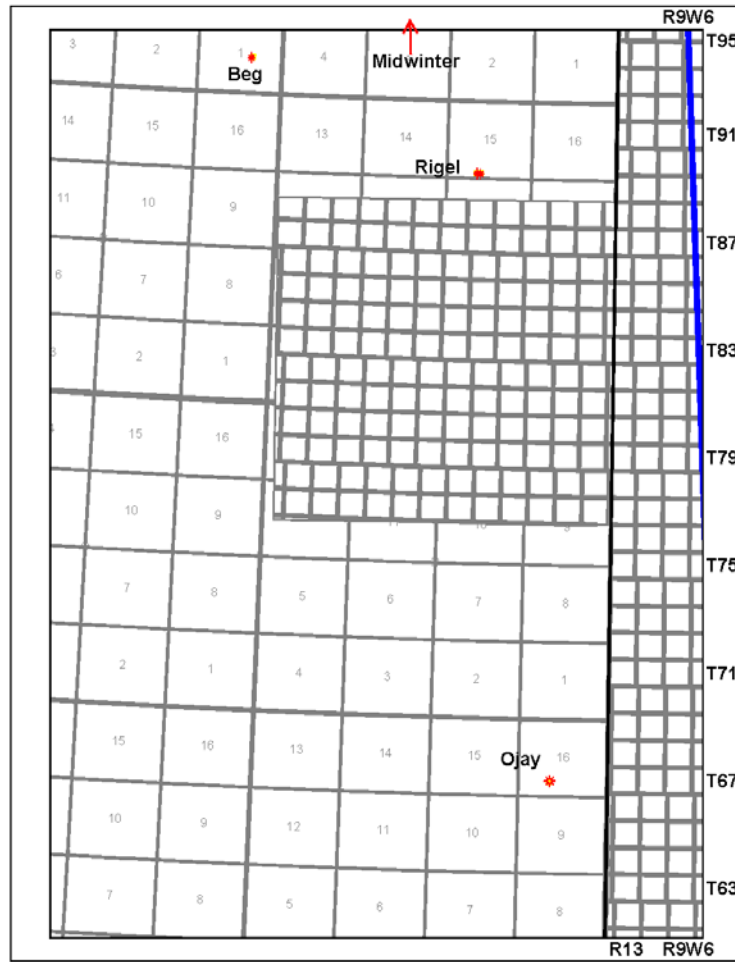 R9W6
T95
3 2 1 4 Midwinter 2 1
Beg
T91
14 15 16 13 14 15 16
Rigel
11 10 9
T87
6 7 8
T83
2 1
T79
15 16
10 9
T75
7 8 5 6 7 8
T71
2 1 4 3 2 1
15 16 13 14 15 16
Ojay
T67
10 9 12 11 10 9
T63
7 8 5 6 7 8
R13 R9W6